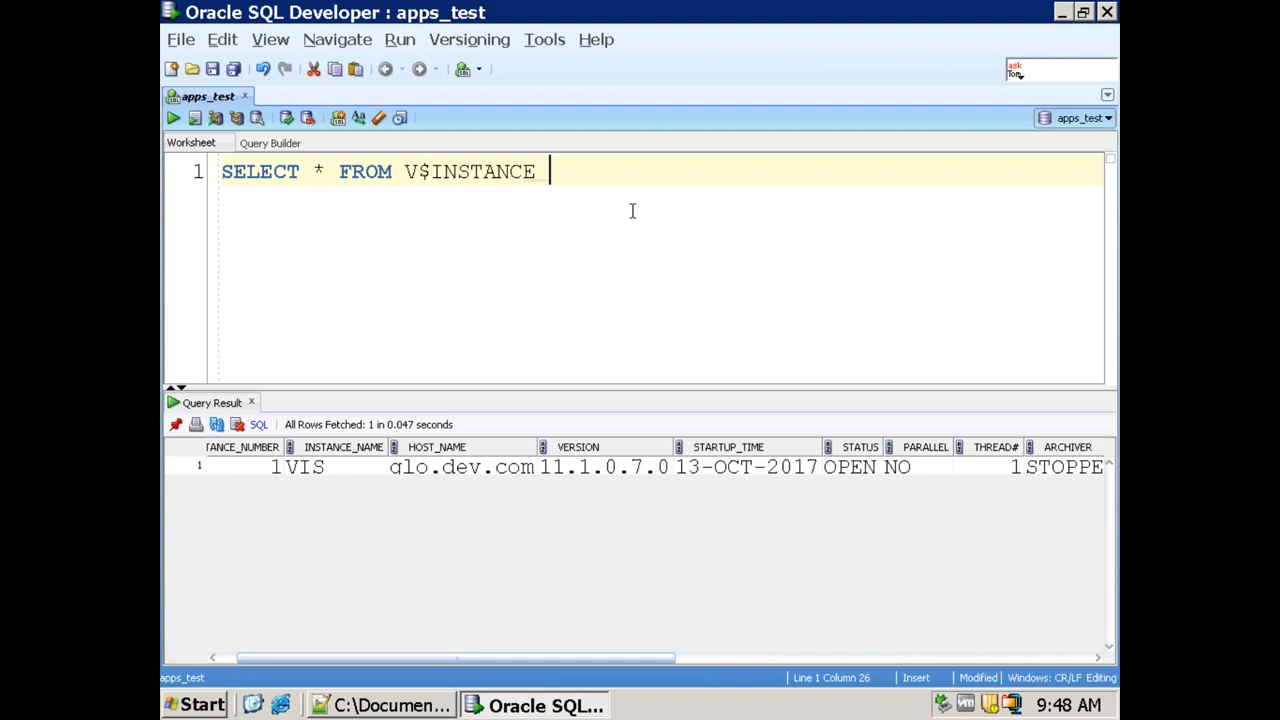 Oracle SQL Developer : apps_test
File Edit View Navigate Run Versioning Tools Help
ask
Tom
apps_test
apps_test
Worksheet Query Builder
1 SELECT * FROM V$INSTANCE
Query Result
SQL All Rows Fetched: 1 in 0.047 seconds
TANCE_NUMBER INSTANCE_NAME HOST_NAME VERSION STARTUP_TIME STATUS PARALLEL THREAD# ARCHIVER
1 1 VIS glo.dev.com 11.1.0.7.0 13-OCT-2017 OPEN NO 1 STOPPE
apps_test Line 1 Column 26 Insert Modified Windows: CR/LF Editing
Start C:\Documen... Oracle SQL... 9:48 AM